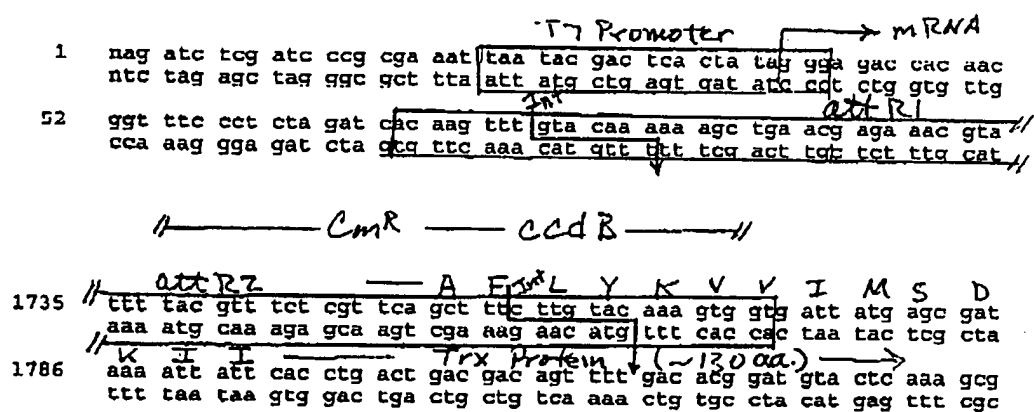 T7 Promoter → mRNA
1 nag atc tcg atc ccg cga aat taa tac gac tca cta tag gga gac cac aac
ntc tag agc tag ggc gct tta att atg ctg agt gat atc cct ctg gtg ttg
Int attR1
52 ggt ttc cct cta gat cac aag ttt gta caa aaa agc tga acg aga aac gta
cca aag gga gat cta gtg ttc aaa cat gtt ttt tcg act tgc tct ttg cat
CmR ccdB
attR2 A F Int L Y K V V I M S D
1735 ttt tac gtt tct cgt tca gct ttc ttg tac aaa gtg gtg att atg agc gat
aaa atg caa aga gca agt cga aag aac atg ttt cac cac taa tac tcg cta
K I I Trx Protein (~130 aa.)
1786 aaa att att cac ctg act gac gac agt ttt gac acg gat gta ctc aaa gcg
ttt taa taa gtg gac tga ctg ctg tca aaa ctg tgc cta cat gag ttt cgc